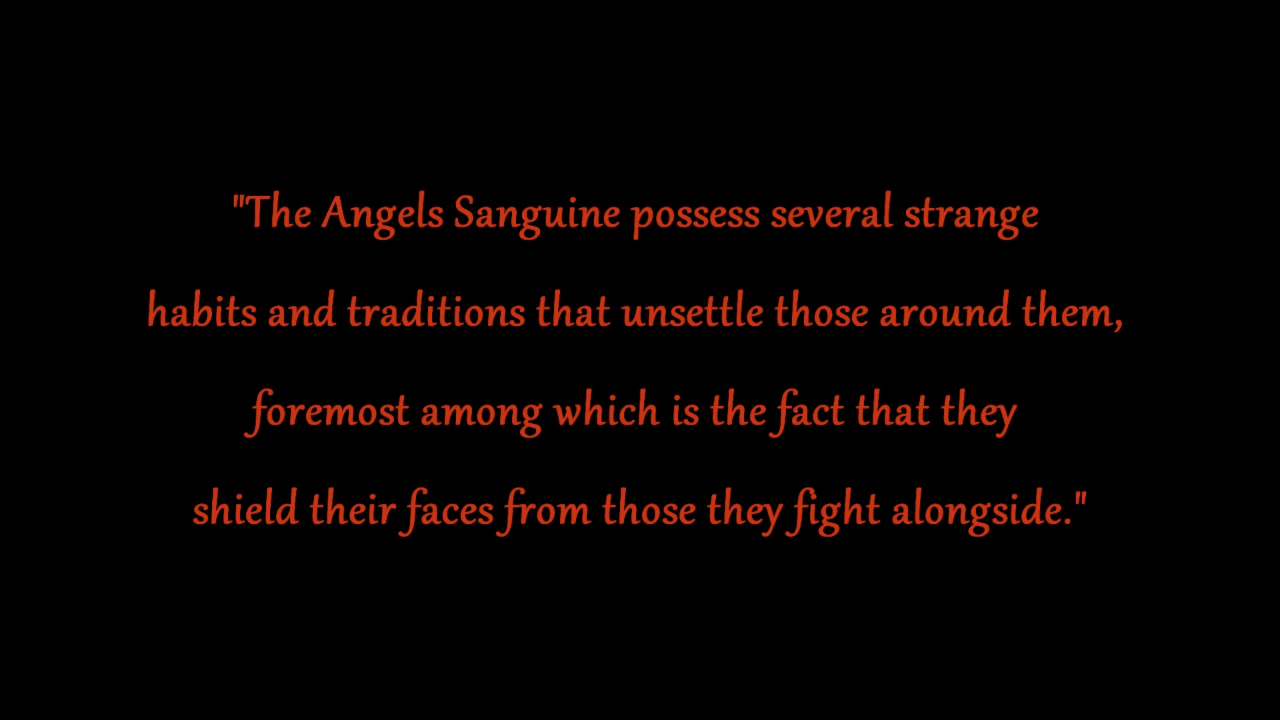 "The Angels Sanguine possess several strange
habits and traditions that unsettle those around them,
foremost among which is the fact that they
shield their faces from those they fight alongside."